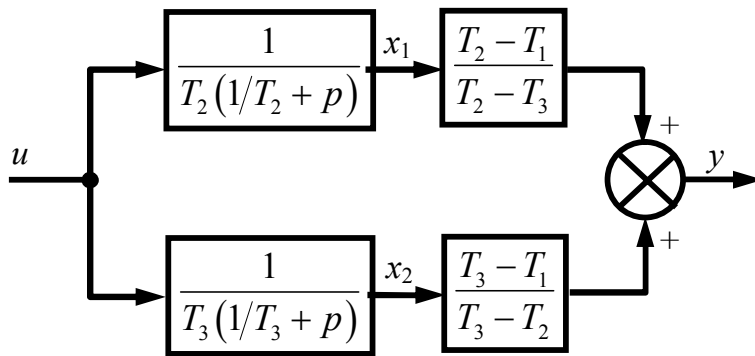 1
T₂(1/T₂ + p)
x₁
T₂ − T₁
T₂ − T₃
+
u
y
1
T₃(1/T₃ + p)
x₂
T₃ − T₁
T₃ − T₂
+